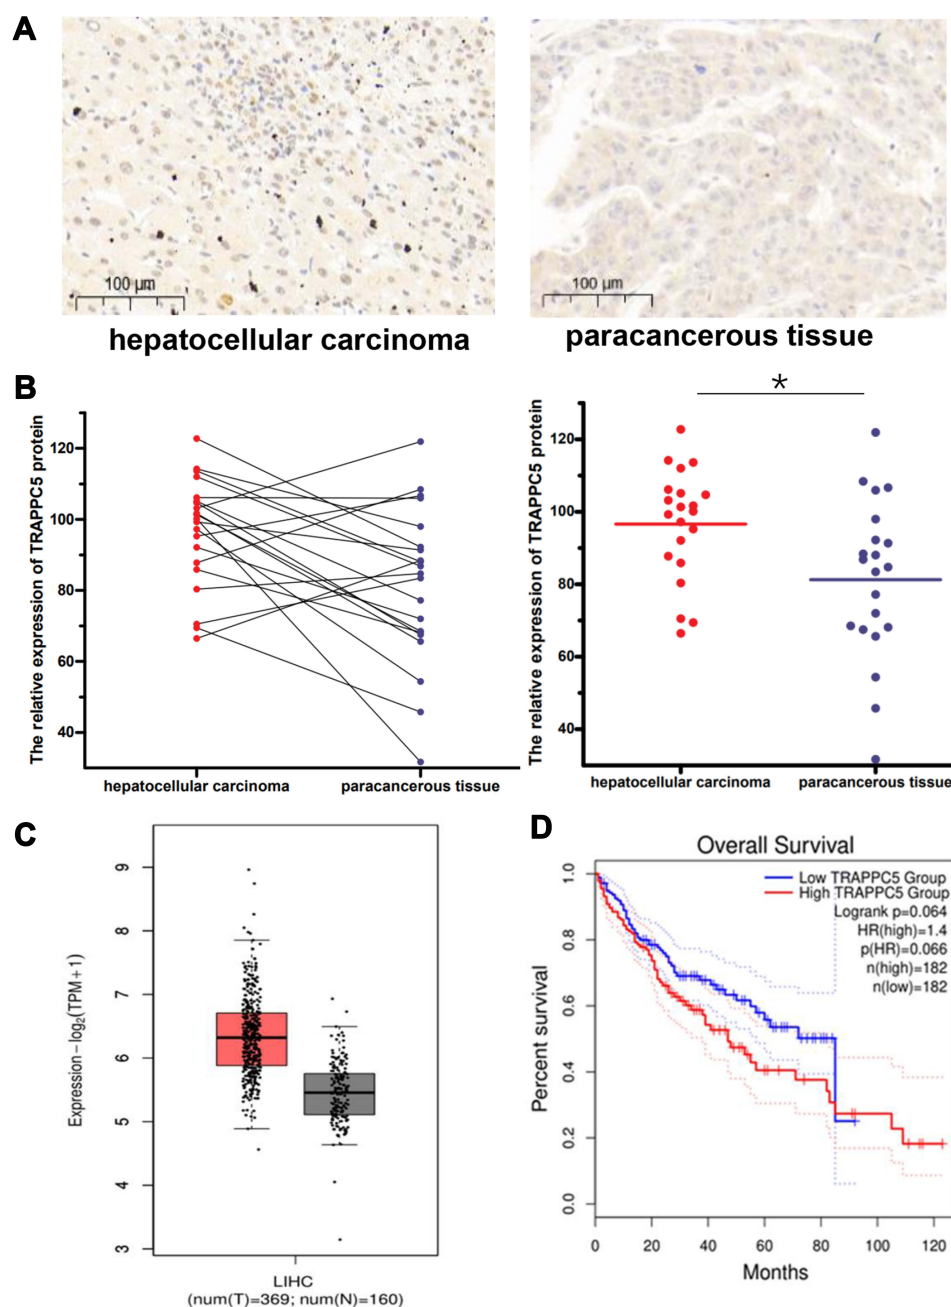 A
100 µm
100 µm
hepatocellular carcinoma
paracancerous tissue
B
The relative expression of TRAPPC5 protein
120
100
80
60
40
hepatocellular carcinoma
paracancerous tissue
*
The relative expression of TRAPPC5 protein
120
100
80
60
40
hepatocellular carcinoma
paracancerous tissue
C
Expression − log2(TPM + 1)
9
8
7
6
5
4
3
LIHC
(num(T)=369; num(N)=160)
D
Overall Survival
Low TRAPPC5 Group
High TRAPPC5 Group
Logrank p=0.064
HR(high)=1.4
p(HR)=0.066
n(high)=182
n(low)=182
Percent survival
1.0
0.8
0.6
0.4
0.2
0.0
0 20 40 60 80 100 120
Months